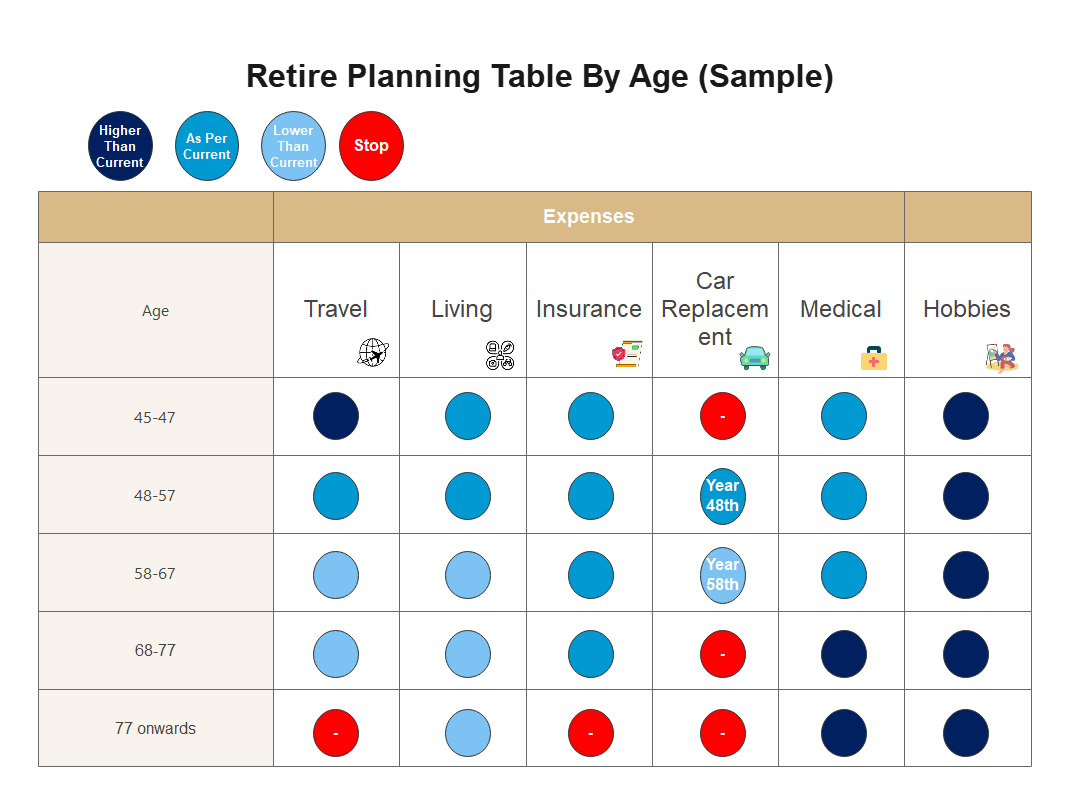 Retire Planning Table By Age (Sample)
Higher
Than
Current
As Per
Current
Lower
Than
Current
Stop
Expenses
Age
Travel
Living
Insurance
Car
Replacem
ent
Medical
Hobbies
45-47
-
48-57
Year
48th
58-67
Year
58th
68-77
-
77 onwards
-
-
-